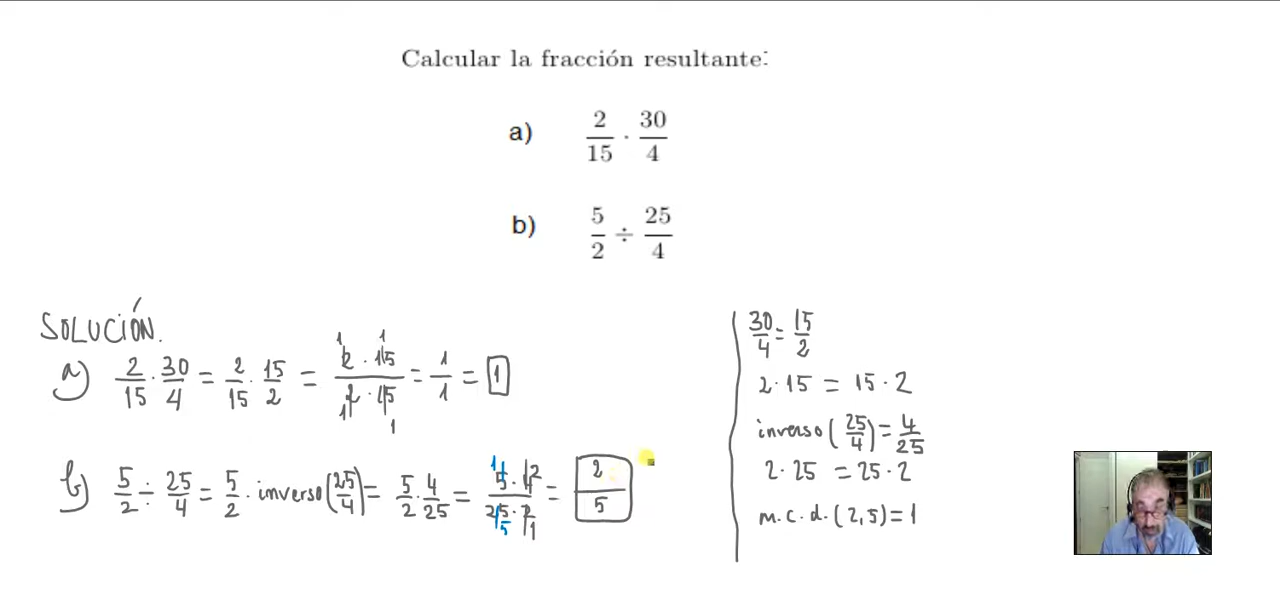 Calcular la fracción resultante:
a) 2/15 · 30/4
b) 5/2 ÷ 25/4
SOLUCIÓN.
a) 2/15 · 30/4 = 2/15 · 15/2 = 2 · 15 / 2 · 15 = 1/1 = 1
b) 5/2 ÷ 25/4 = 5/2 · inverso(25/4) = 5/2 · 4/25 = 5 · 4 / 25 · 2 = 2/5
30/4 = 15/2
2·15 = 15·2
inverso(25/4) = 4/25
2·25 = 25·2
m.c.d.(2,5)=1